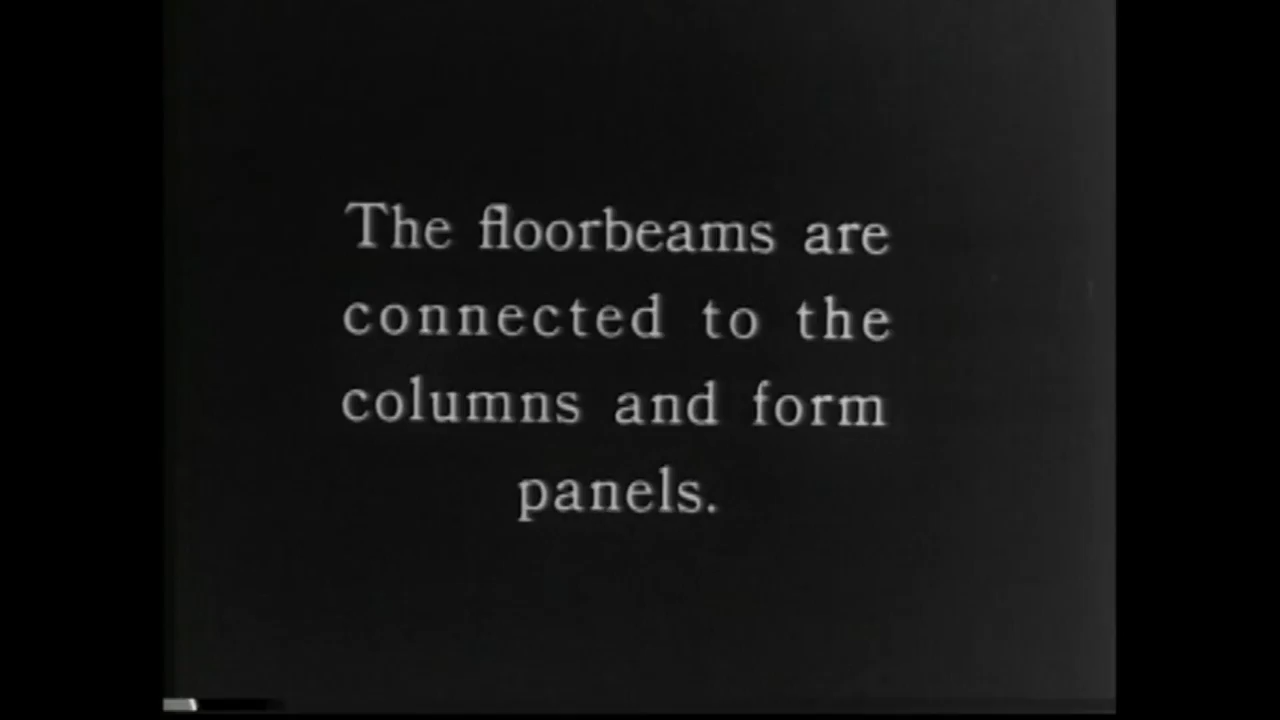 The floorbeams are
connected to the
columns and form
panels.